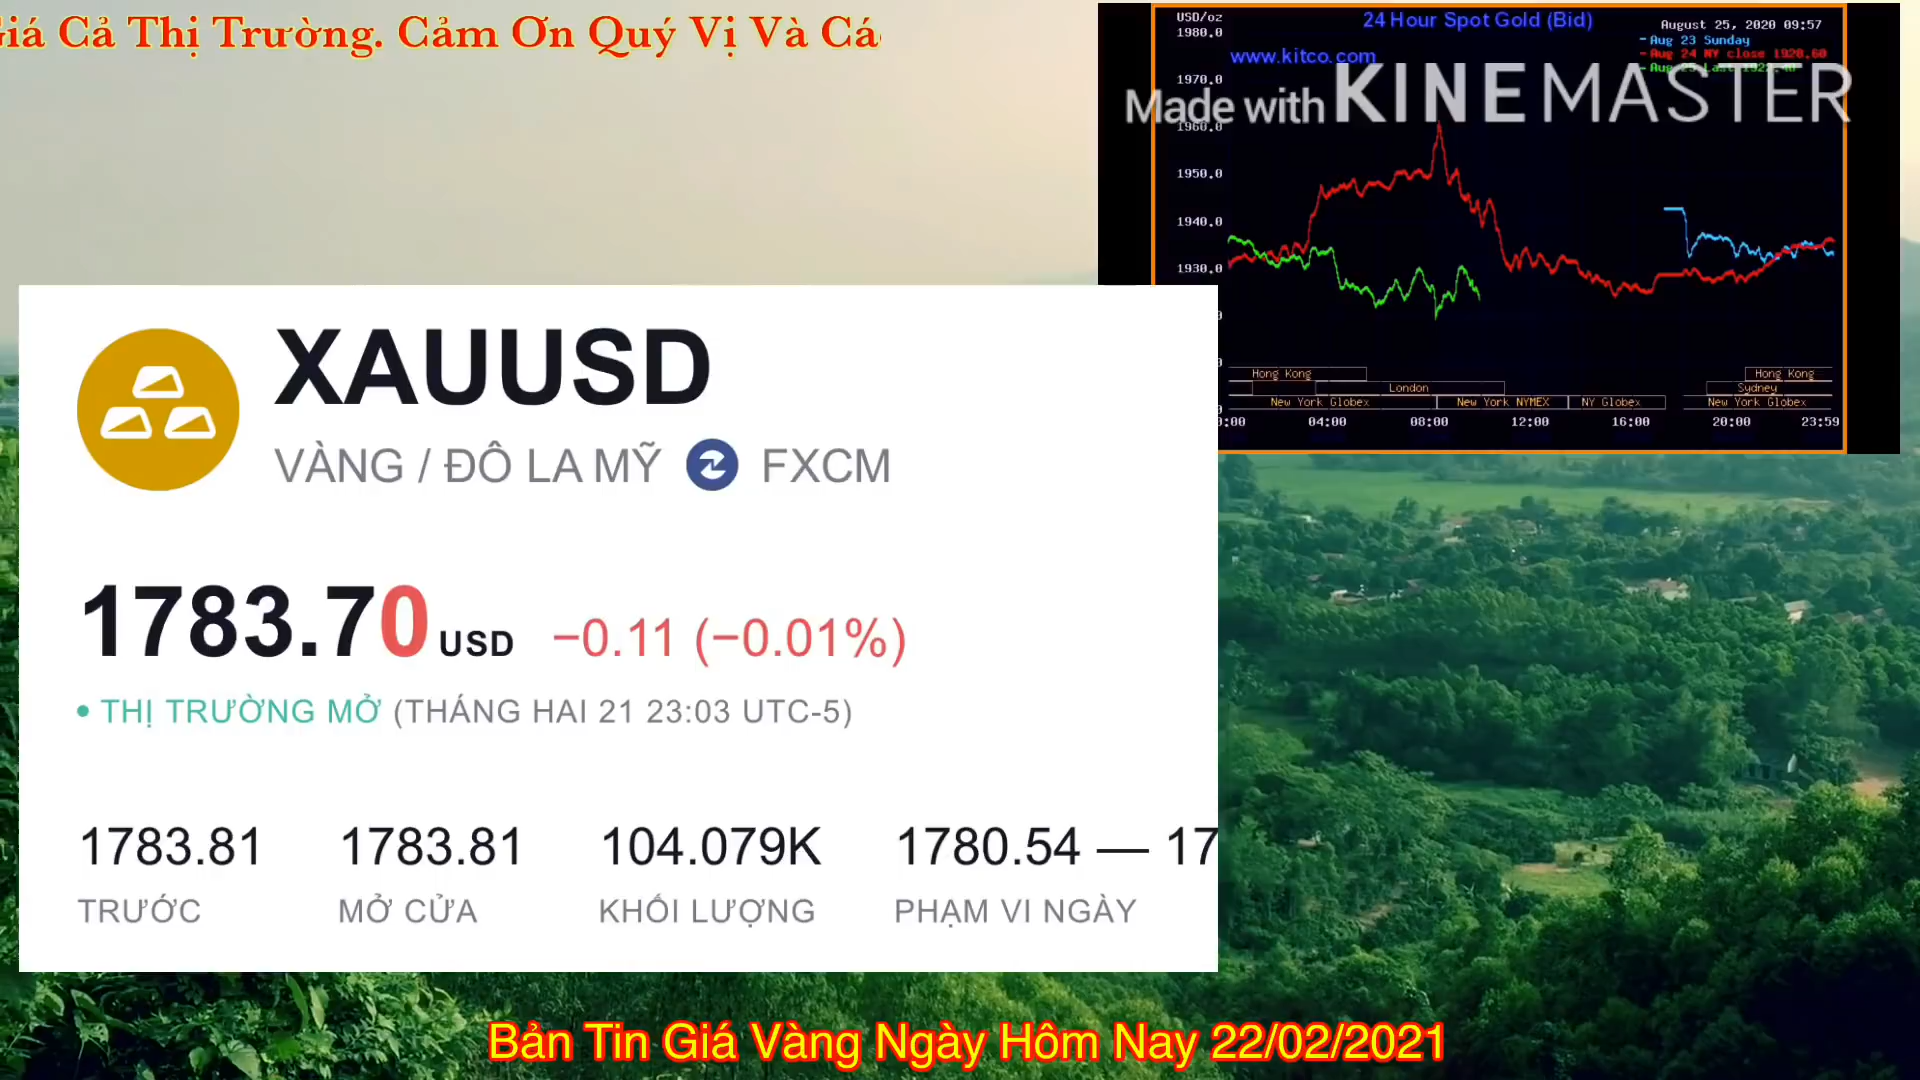 Giá Cả Thị Trường. Cảm Ơn Quý Vị Và Cá
USD/oz
24 Hour Spot Gold (Bid)
August 25, 2020 09:57
1980.0
Aug 23 Sunday
www.kitco.com
Aug 24 NY close 1928.60
1970.0
Made with KINEMASTER
1960.0
1950.0
1940.0
1930.0
Hong Kong
Hong Kong
London
Sydney
New York Globex
New York NYMEX
NY Globex
New York Globex
04:00
08:00
12:00
16:00
20:00
23:59
XAUUSD
VÀNG / ĐÔ LA MỸ FXCM
1783.70 USD −0.11 (−0.01%)
• THỊ TRƯỜNG MỞ (THÁNG HAI 21 23:03 UTC-5)
1783.81 1783.81 104.079K 1780.54 — 17
TRƯỚC MỞ CỬA KHỐI LƯỢNG PHẠM VI NGÀY
Bản Tin Giá Vàng Ngày Hôm Nay 22/02/2021